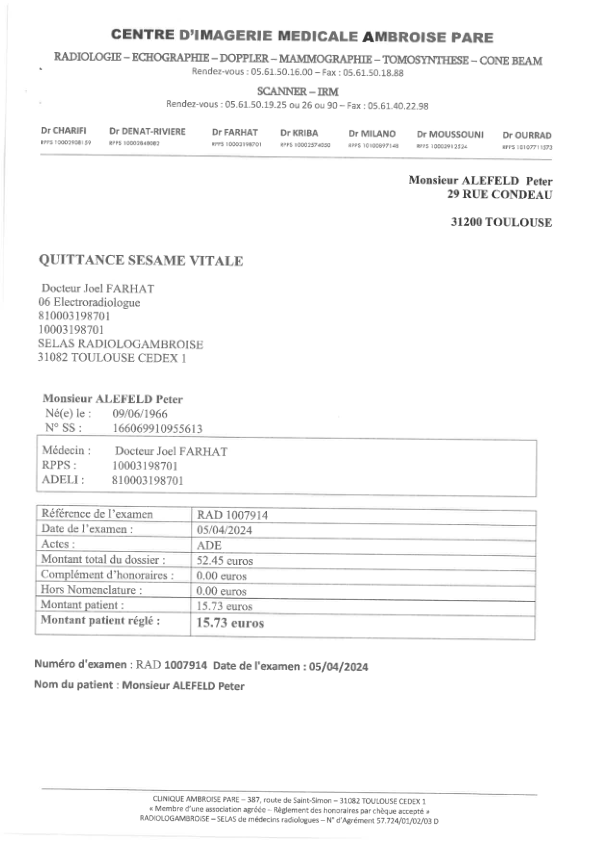 CENTRE D'IMAGERIE MEDICALE AMBROISE PARE
RADIOLOGIE – ECHOGRAPHIE – DOPPLER – MAMMOGRAPHIE – TOMOSYNTHESE – CONE BEAM
Rendez-vous : 05.61.50.16.00 – Fax : 05.61.50.18.88
SCANNER – IRM
Rendez-vous : 05.61.50.19.25 ou 26 ou 90 – Fax : 05.61.40.22.98
Dr CHARIFI Dr DENAT-RIVIERE Dr FARHAT Dr KRIBA Dr MILANO Dr MOUSSOUNI Dr OURRAD
RPPS RPPS RPPS 10003198701 RPPS RPPS RPPS RPPS
Monsieur ALEFELD Peter
29 RUE CONDEAU
31200 TOULOUSE
QUITTANCE SESAME VITALE
Docteur Joel FARHAT
06 Electroradiologue
810003198701
10003198701
SELAS RADIOLOGAMBROISE
31082 TOULOUSE CEDEX 1
Monsieur ALEFELD Peter
Né(e) le : 09/06/1966
N° SS : 166069910955613
Médecin : Docteur Joel FARHAT
RPPS : 10003198701
ADELI : 810003198701
Référence de l'examen RAD 1007914
Date de l'examen : 05/04/2024
Actes : ADE
Montant total du dossier : 52.45 euros
Complément d'honoraires : 0.00 euros
Hors Nomenclature : 0.00 euros
Montant patient : 15.73 euros
Montant patient réglé : 15.73 euros
Numéro d'examen : RAD 1007914 Date de l'examen : 05/04/2024
Nom du patient : Monsieur ALEFELD Peter
CLINIQUE AMBROISE PARE – 387, route de Saint-Simon – 31082 TOULOUSE CEDEX 1
« Membre d'une association agréée – Règlement des honoraires par chèque accepté »
RADIOLOGAMBROISE – SELAS de médecins radiologues – N° d'Agrément 57.724/01/02/03 D